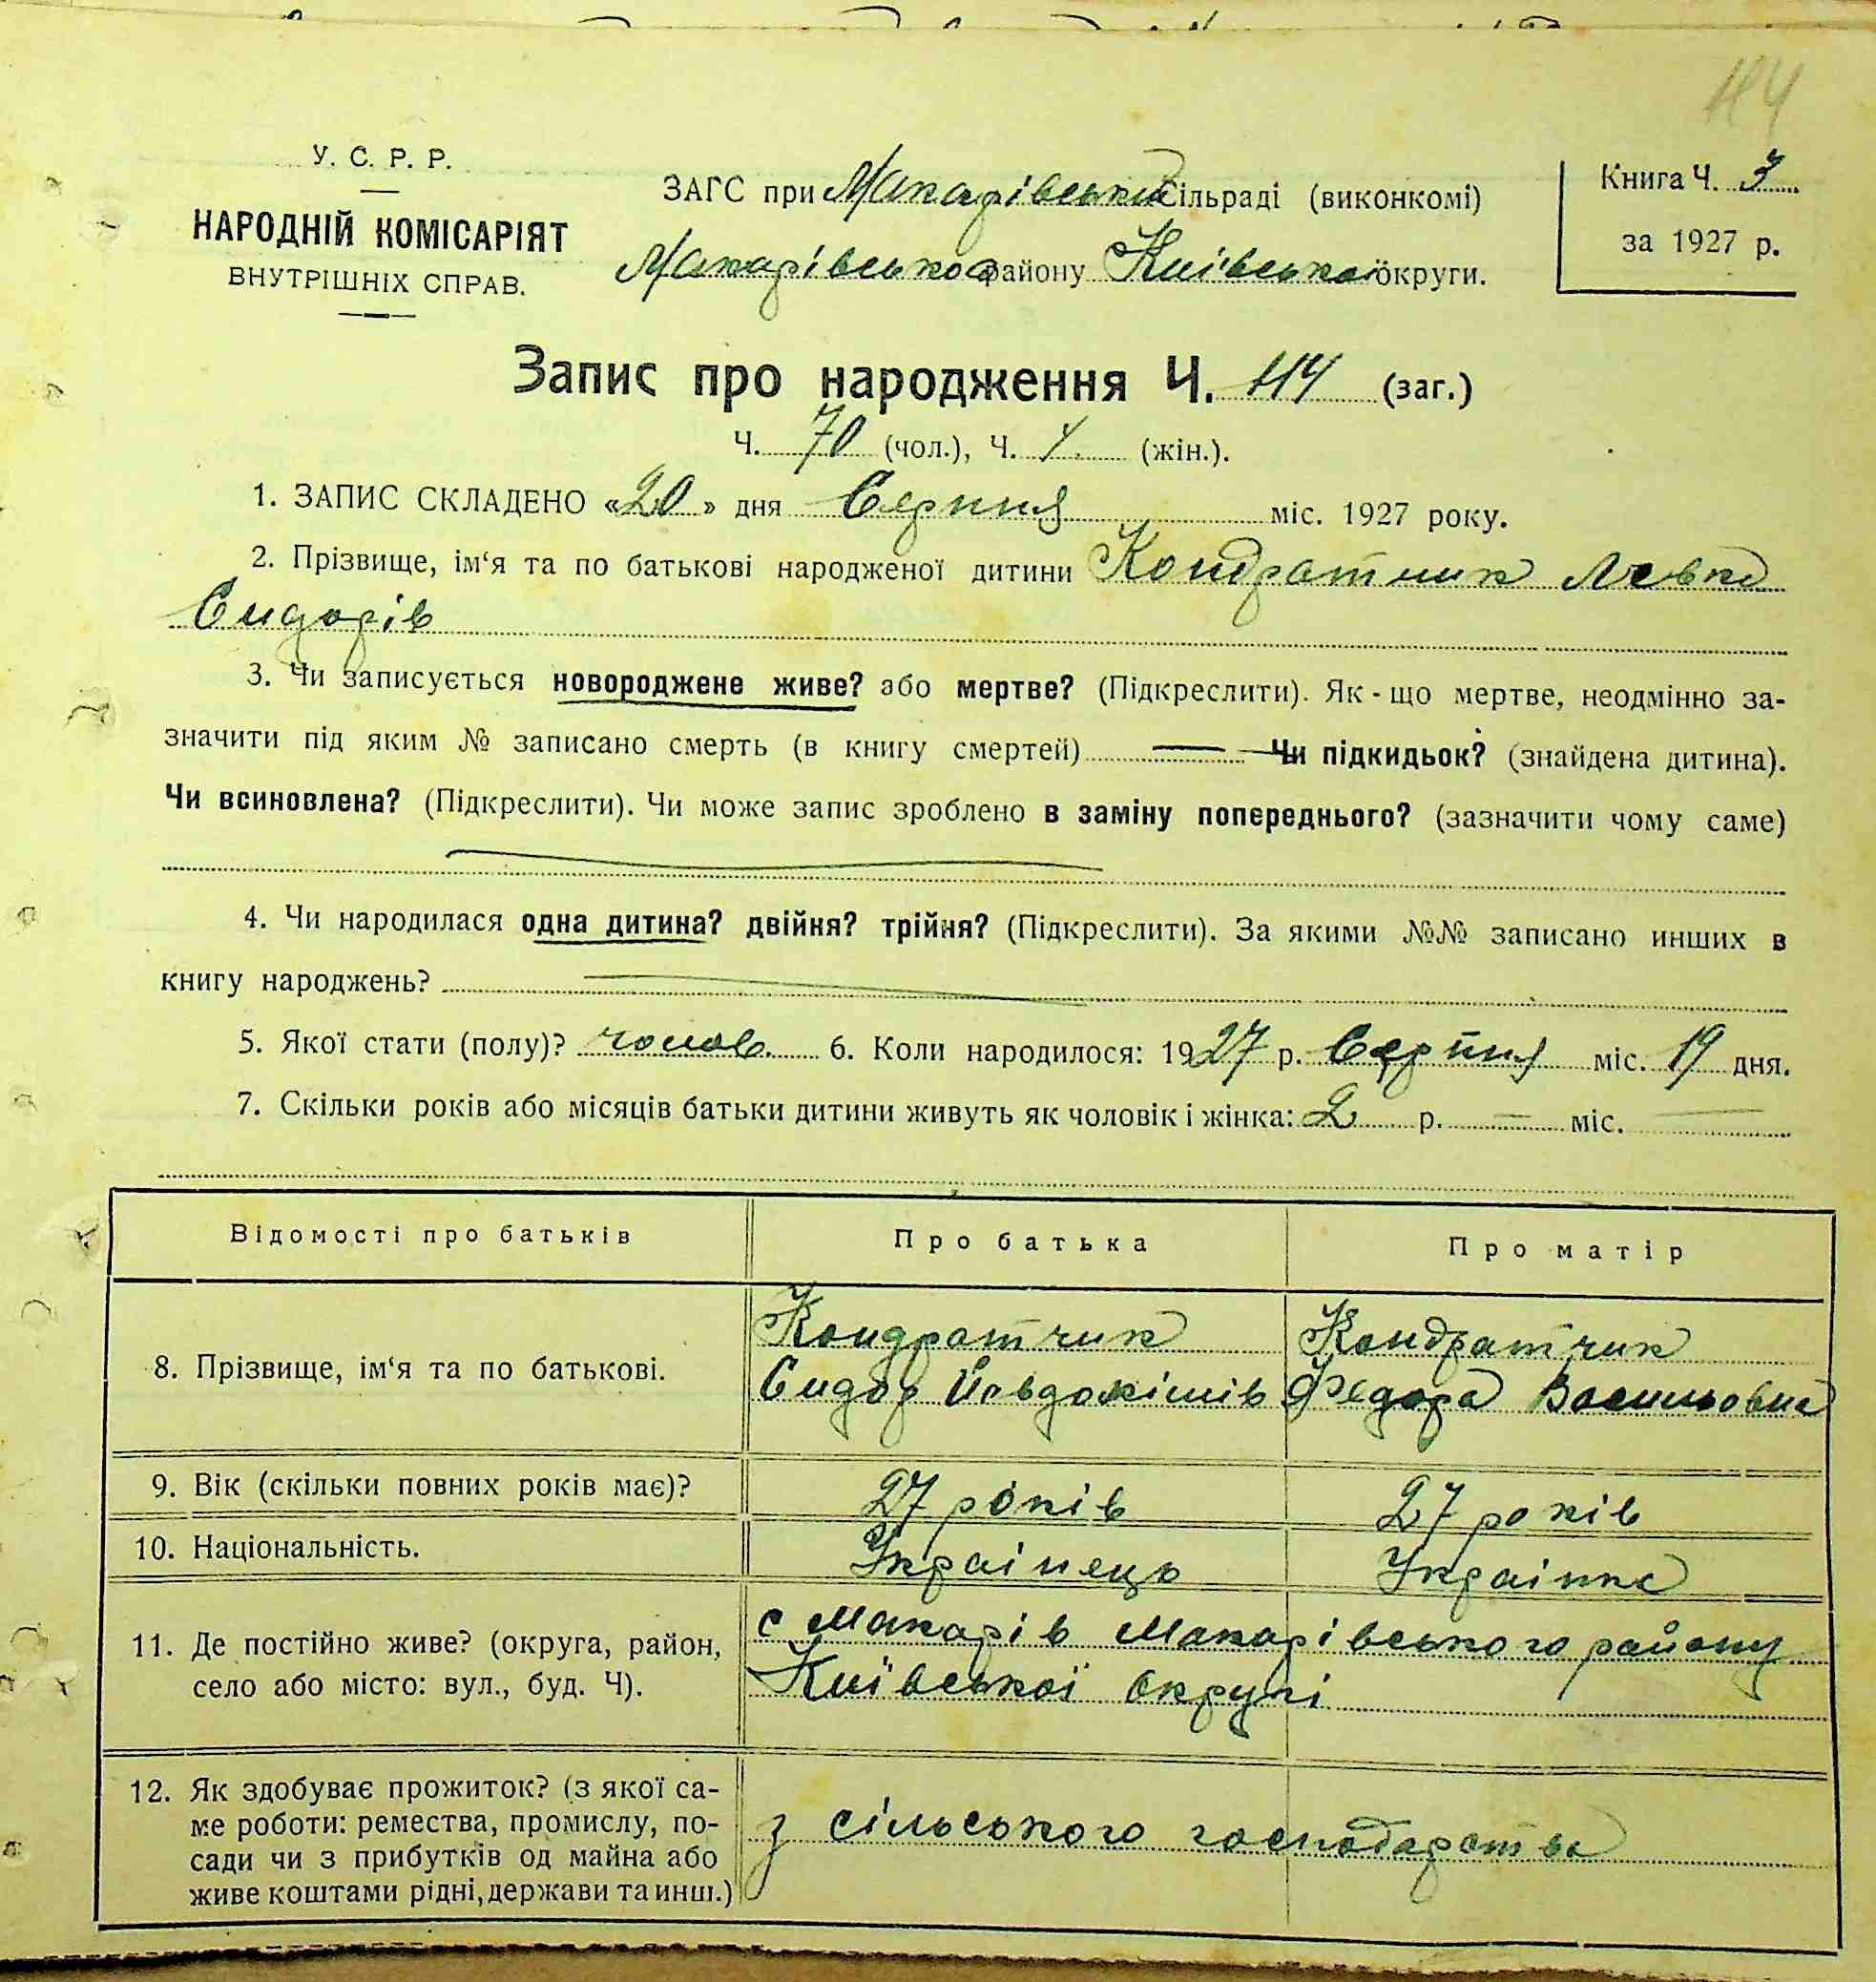 114
У. С. Р. Р.
НАРОДНІЙ КОМІСАРІЯТ
ВНУТРІШНІХ СПРАВ.
ЗАГС при Макарівській сільраді (виконкомі)
Макарівського району Київської округи.
Книга Ч. 3
за 1927 р.
Запис про народження Ч. 114 (заг.)
Ч. 70 (чол.), Ч. (жін.).
1. ЗАПИС СКЛАДЕНО «20» дня Серпня міс. 1927 року.
2. Прізвище, ім‘я та по батькові народженої дитини Кондратчик Левко
Сидорів
3. Чи записується новороджене живе? або мертве? (Підкреслити). Як-що мертве, неодмінно за-
значити під яким № записано смерть (в книгу смертей) — Чи підкидьок? (знайдена дитина).
Чи всиновлена? (Підкреслити). Чи може запис зроблено в заміну попереднього? (зазначити чому саме)
4. Чи народилася одна дитина? двійня? трійня? (Підкреслити). За якими №№ записано инших в
книгу народжень?
5. Якої стати (полу)? чолов. 6. Коли народилося: 1927 р. Серпня міс. 19 дня.
7. Скільки років або місяців батьки дитини живуть як чоловік і жінка: 2 р. — міс. —
Відомості про батьків Про батька Про матір
8. Прізвище, ім‘я та по батькові.
Кондратчик
Сидор Йовдокімів
Кондратчик
Федора Васильовна
9. Вік (скільки повних років має)? 27 років 27 років
10. Національність. Украінець Украінка
11. Де постійно живе? (округа, район,
село або місто: вул., буд. Ч).
с Макарів Макарівського району
Київської округі
12. Як здобуває прожиток? (з якої са-
ме роботи: ремества, промислу, по-
сади чи з прибутків од майна або
живе коштами рідні, держави та инш.)
з сільського господарства